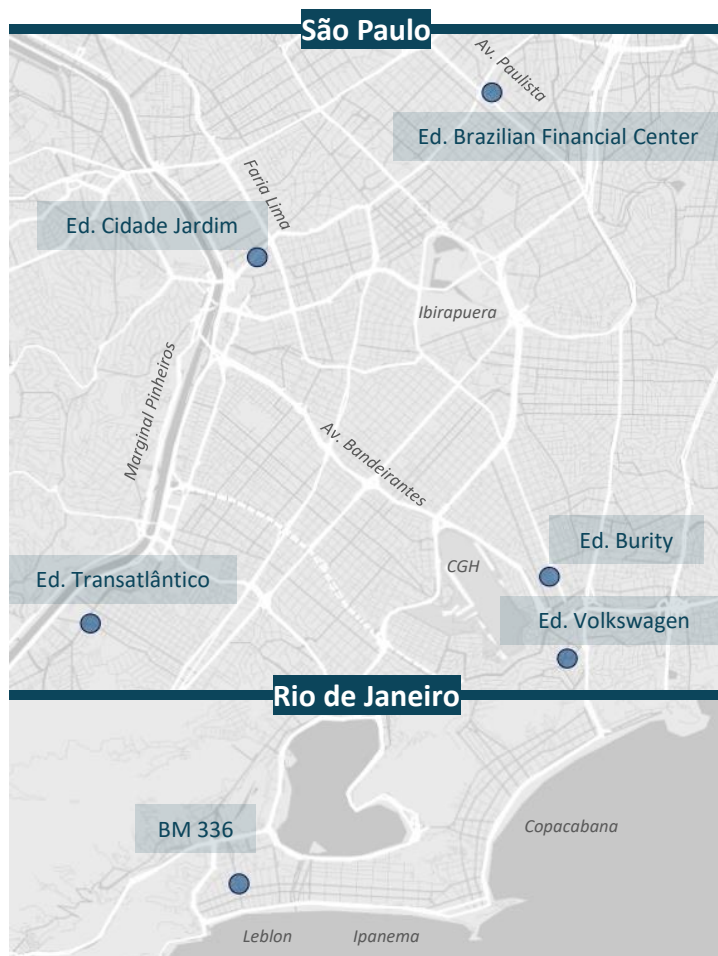 São Paulo
Av. Paulista
Ed. Brazilian Financial Center
Faria Lima
Ed. Cidade Jardim
Ibirapuera
Marginal Pinheiros
Av. Bandeirantes
Ed. Burity
CGH
Ed. Transatlântico
Ed. Volkswagen
Rio de Janeiro
BM 336
Copacabana
Leblon
Ipanema